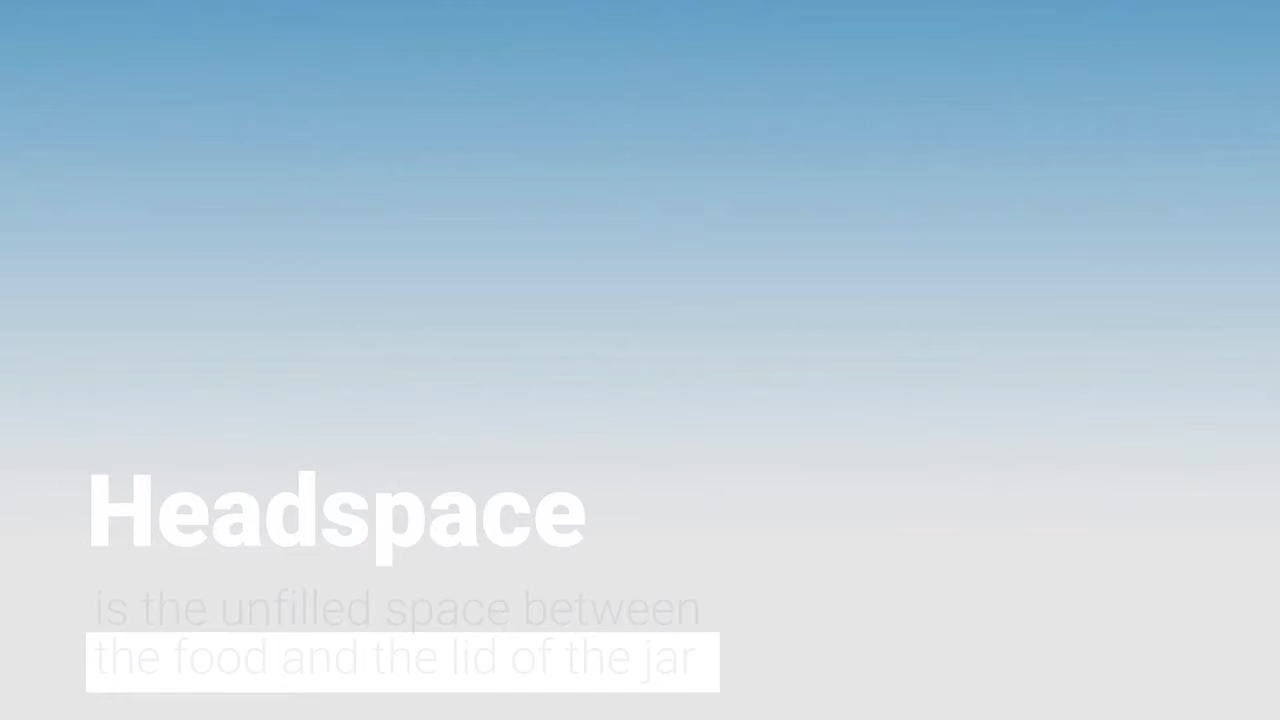 Headspace
is the unfilled space between
the food and the lid of the jar